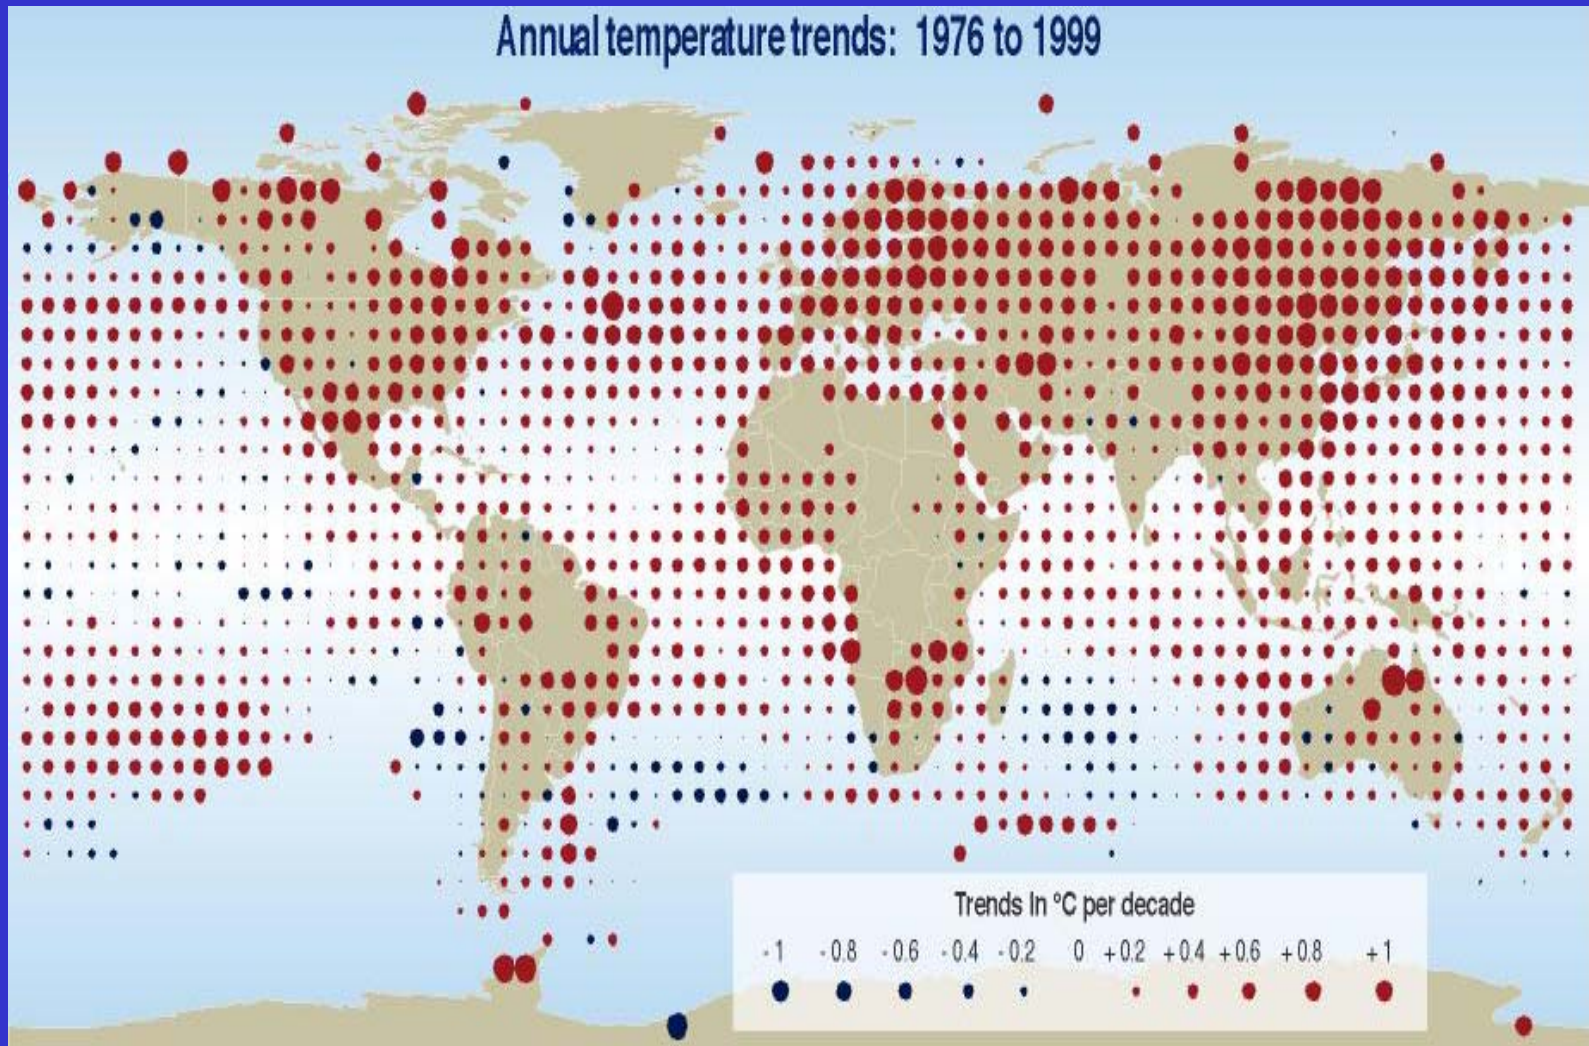 Annual temperature trends: 1976 to 1999
Trends In °C per decade
- 1 - 0.8 - 0.6 - 0.4 - 0.2 0 + 0.2 + 0.4 + 0.6 + 0.8 + 1